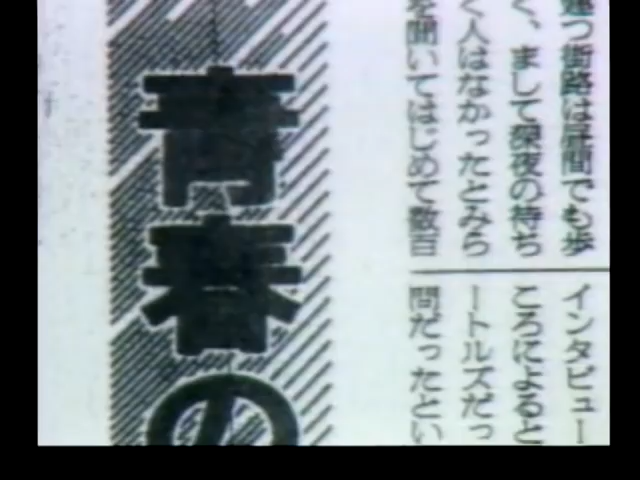 建つ街路は昼間でも歩
く、まして深夜の待ち
く人はなかったとみら
を聞いてはじめて数百
インタビュー
ころによると
ートルズだっ
問だったとい
青春の